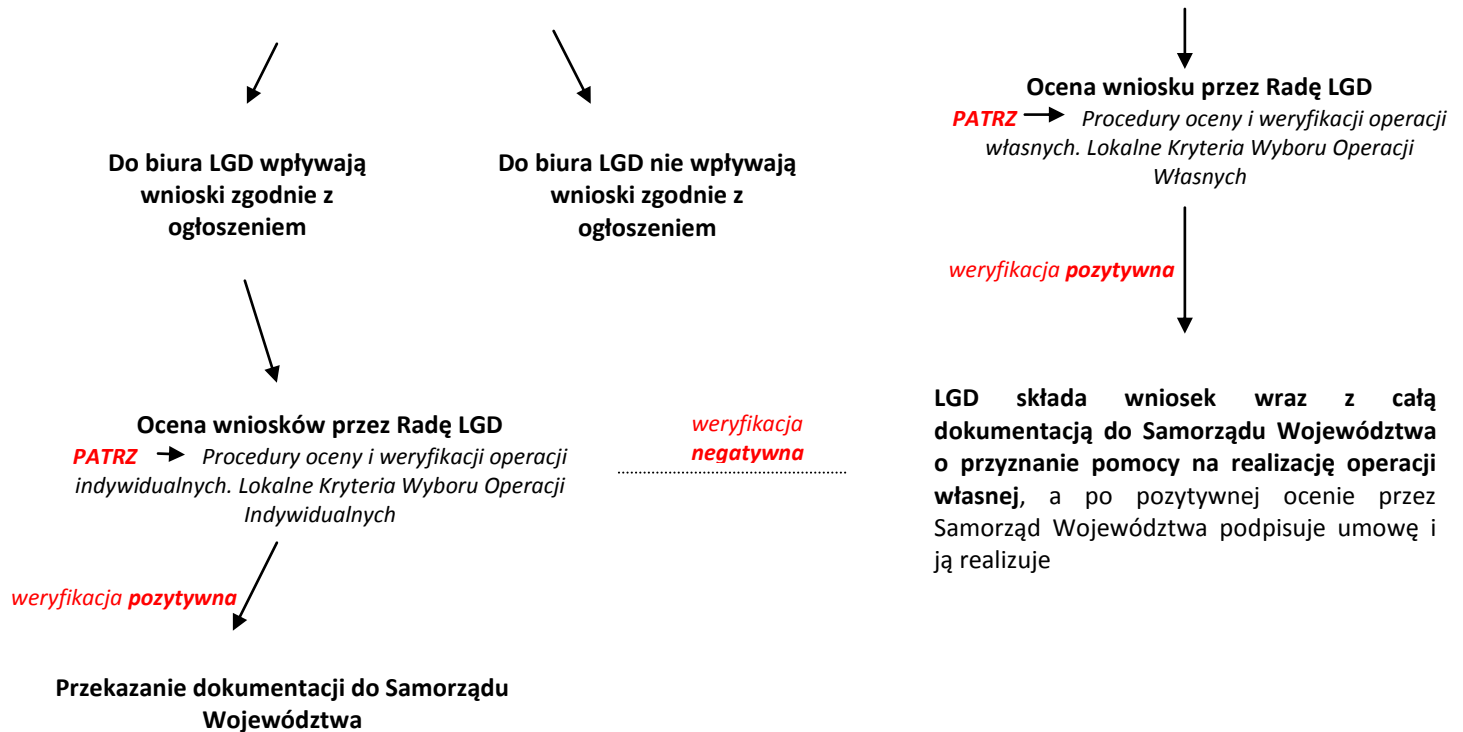 Do biura LGD wpływają
wnioski zgodnie z
ogłoszeniem
Do biura LGD nie wpływają
wnioski zgodnie z
ogłoszeniem
Ocena wniosków przez Radę LGD
PATRZ Procedury oceny i weryfikacji operacji
indywidualnych. Lokalne Kryteria Wyboru Operacji
Indywidualnych
weryfikacja pozytywna
Przekazanie dokumentacji do Samorządu
Województwa
weryfikacja
negatywna
Ocena wniosku przez Radę LGD
PATRZ Procedury oceny i weryfikacji operacji
własnych. Lokalne Kryteria Wyboru Operacji
Własnych
weryfikacja pozytywna
LGD składa wniosek wraz z całą
dokumentacją do Samorządu Województwa
o przyznanie pomocy na realizację operacji
własnej, a po pozytywnej ocenie przez
Samorząd Województwa podpisuje umowę i
ją realizuje